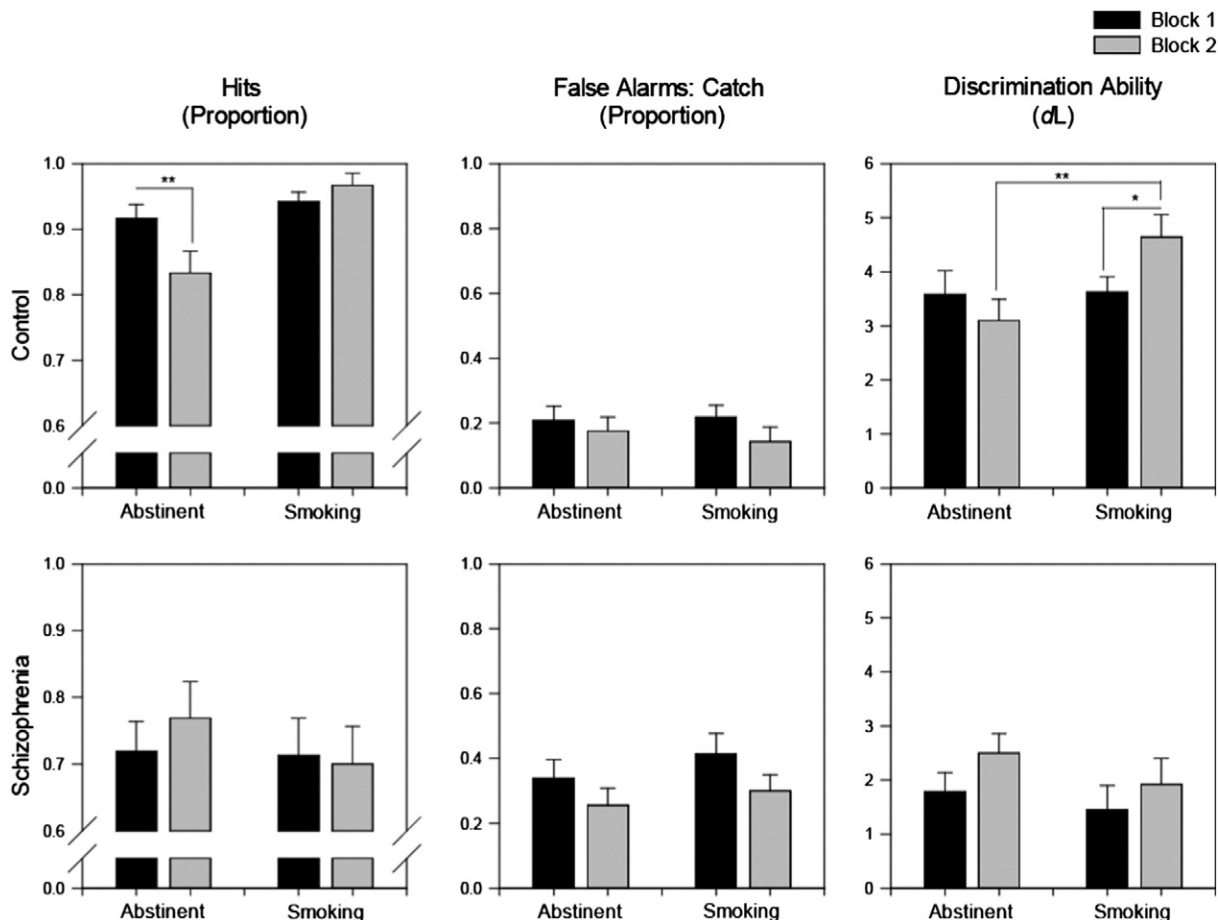 Block 1
Block 2
Hits
(Proportion)
False Alarms: Catch
(Proportion)
Discrimination Ability
(dL)
Control
1.0
0.9
0.8
0.7
0.6
0.0
**
Abstinent Smoking
1.0
0.8
0.6
0.4
0.2
0.0
Abstinent Smoking
6
5
4
3
2
1
0
**
*
Abstinent Smoking
Schizophrenia
1.0
0.9
0.8
0.7
0.6
0.0
Abstinent Smoking
1.0
0.8
0.6
0.4
0.2
0.0
Abstinent Smoking
6
5
4
3
2
1
0
Abstinent Smoking